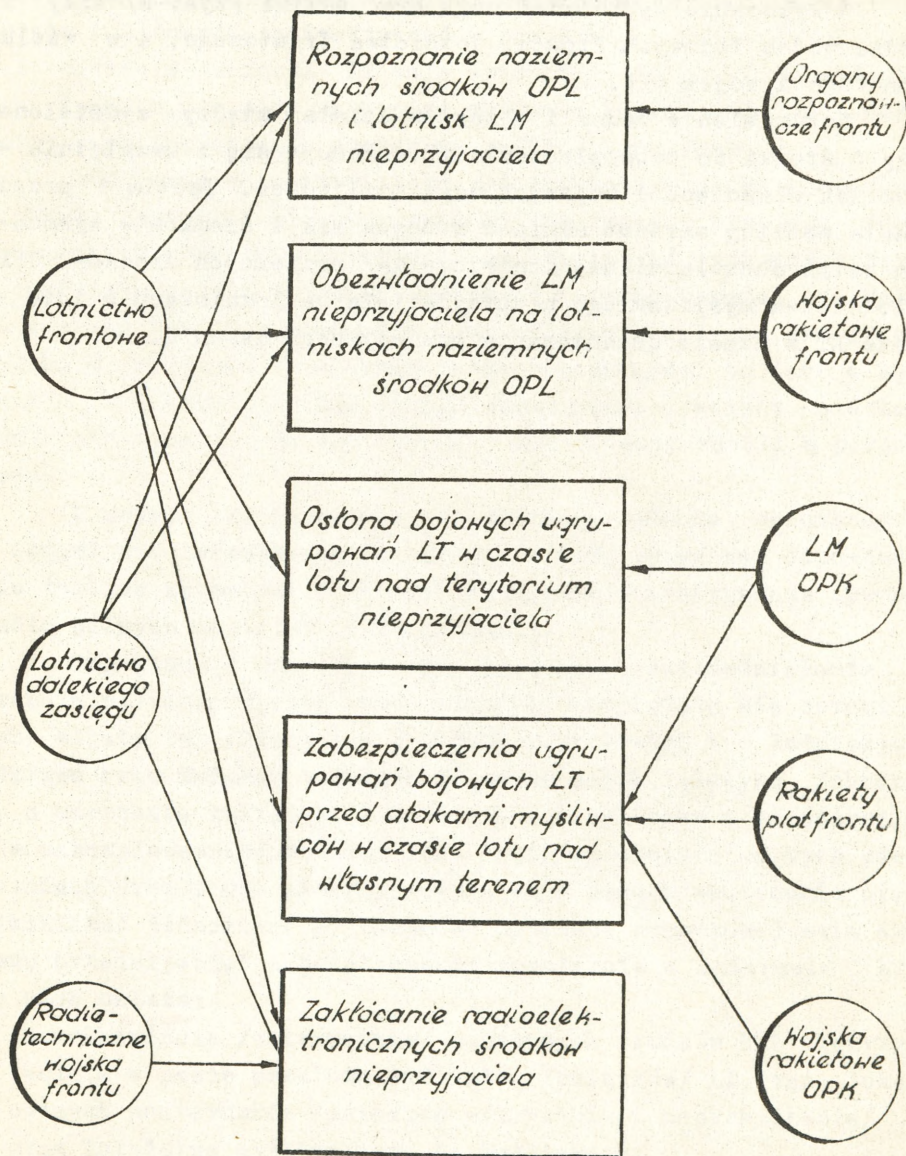 Rozpoznanie naziem-
nych środków OPL
i lotnisk LM
nieprzyjaciela
Organy
rozpoznaw-
cze frontu
Lotnictwo
frontowe
Obezwładnienie LM
nieprzyjaciela na lot-
niskach naziemnych
środków OPL
Wojska
rakietowe
frontu
Osłona bojowych ugru-
powań LT w czasie
lotu nad terytorium
nieprzyjaciela
LM
OPK
Lotnictwo
dalekiego
zasięgu
Zabezpieczenia ugru-
powań bojowych LT
przed atakami myśliw-
ców w czasie lotu nad
własnym terenem
Rakiety
plot frontu
Radie-
techniczne
wojska
frontu
Zakłócanie radioelek-
tronicznych środków
nieprzyjaciela
Wojska
rakietowe
OPK